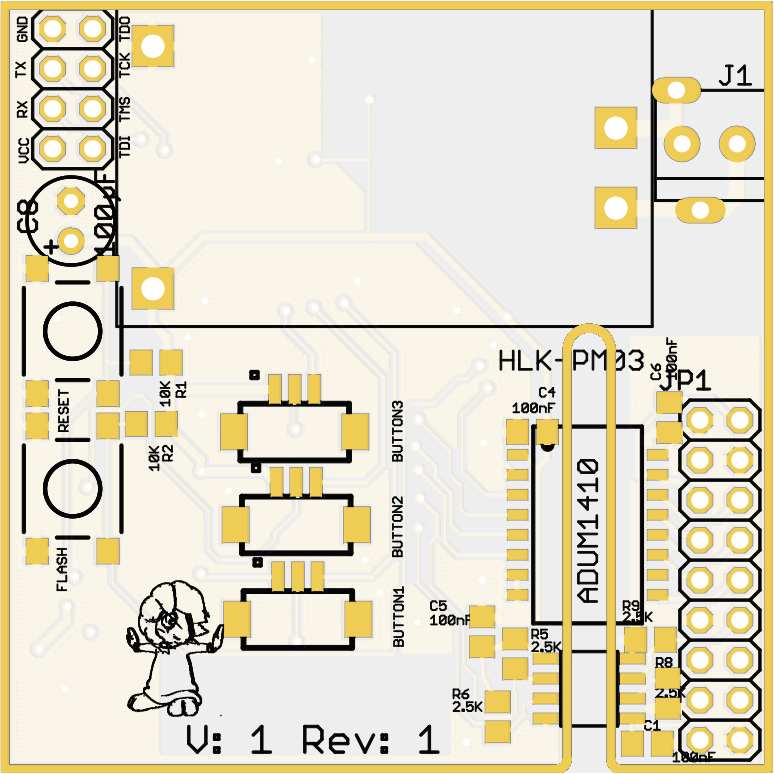 GND TDO
TX TCK
RX TMS
VCC TDI
J1
C8
100µF
+
HLK-PM03
C6
100nF
JP1
10K
R1
RESET
C4
100nF
BUTTON3
10K
R2
BUTTON2
ADUM1410
FLASH
BUTTON1
C5
100nF
R9
2.5K
R5
2.5K
R8
2.5K
R6
2.5K
C1
100nF
V: 1 Rev: 1